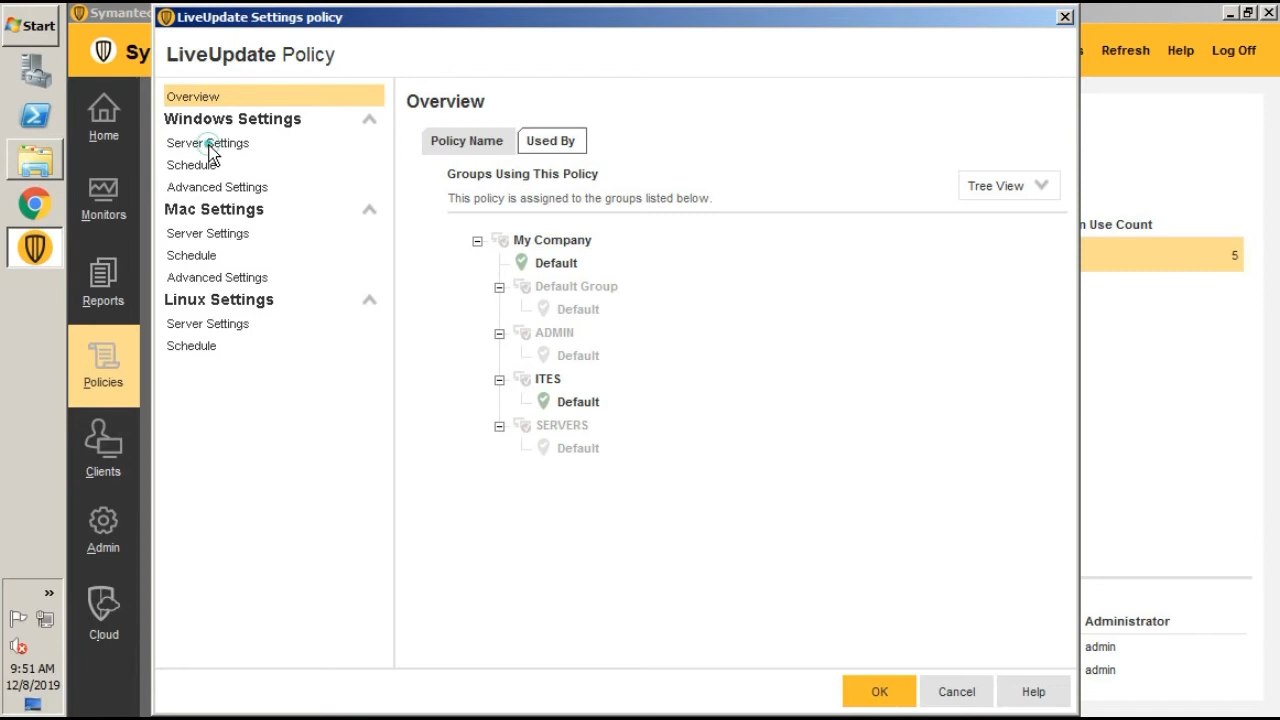 Start
Symantec
LiveUpdate Settings policy
Sy
Refresh
Help
Log Off
LiveUpdate Policy
Overview
Windows Settings
Server Settings
Schedule
Advanced Settings
Mac Settings
Server Settings
Schedule
Advanced Settings
Linux Settings
Server Settings
Schedule
Overview
Policy Name
Used By
Groups Using This Policy
This policy is assigned to the groups listed below.
Tree View
My Company
Default
Default Group
Default
ADMIN
Default
ITES
Default
SERVERS
Default
OK
Cancel
Help
n Use Count
5
Administrator
admin
admin
Home
Monitors
Reports
Policies
Clients
Admin
Cloud
»
9:51 AM
12/8/2019